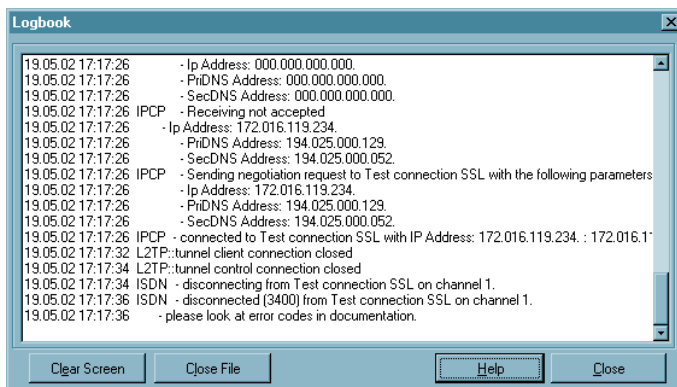 Logbook
19.05.02 17:17:26 - Ip Address: 000.000.000.000.
19.05.02 17:17:26 - PriDNS Address: 000.000.000.000.
19.05.02 17:17:26 - SecDNS Address: 000.000.000.000.
19.05.02 17:17:26 IPCP - Receiving not accepted
19.05.02 17:17:26 - Ip Address: 172.016.119.234.
19.05.02 17:17:26 - PriDNS Address: 194.025.000.129.
19.05.02 17:17:26 - SecDNS Address: 194.025.000.052.
19.05.02 17:17:26 IPCP - Sending negotiation request to Test connection SSL with the following parameters
19.05.02 17:17:26 - Ip Address: 172.016.119.234.
19.05.02 17:17:26 - PriDNS Address: 194.025.000.129.
19.05.02 17:17:26 - SecDNS Address: 194.025.000.052.
19.05.02 17:17:26 IPCP - connected to Test connection SSL with IP Address: 172.016.119.234. : 172.016.1
19.05.02 17:17:32 L2TP::tunnel client connection closed
19.05.02 17:17:34 L2TP::tunnel control connection closed
19.05.02 17:17:34 ISDN - disconnecting from Test connection SSL on channel 1.
19.05.02 17:17:36 ISDN - disconnected (3400) from Test connection SSL on channel 1.
19.05.02 17:17:36 - please look at error codes in documentation.
Clear Screen
Close File
Help
Close